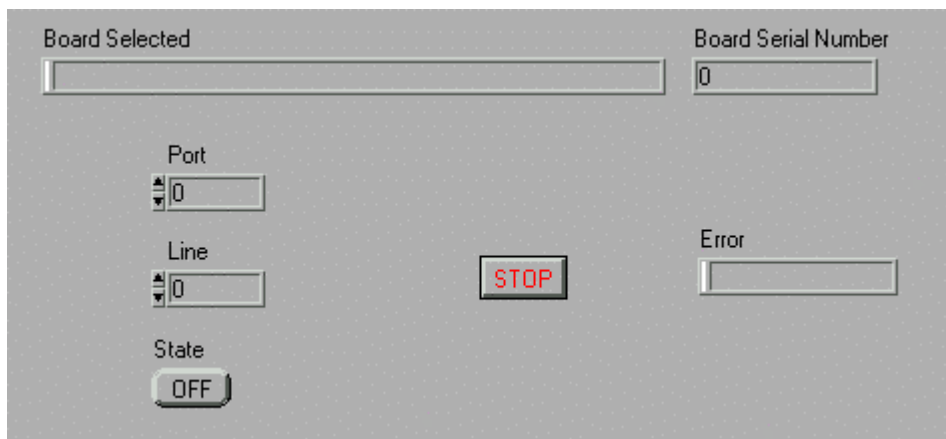 Board Selected
Board Serial Number
0
Port
0
Line
0
STOP
Error
State
OFF